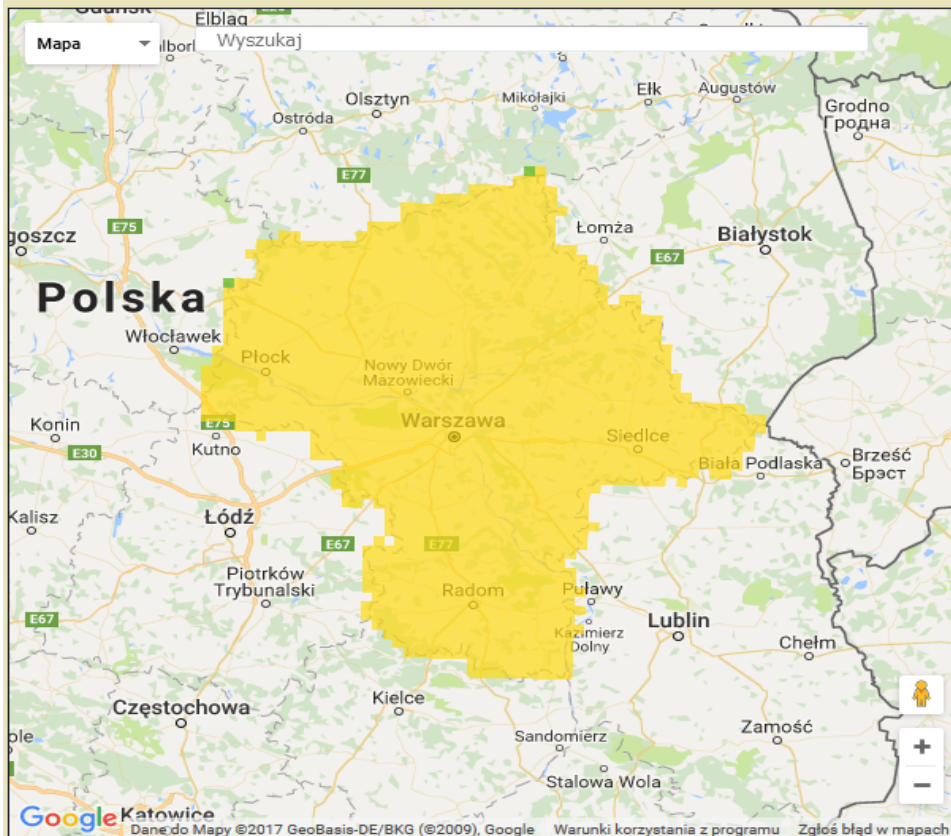 Gdańsk
Elbląg
Mapa
Wyszukaj
Malbork
Olsztyn
Mikołajki
Ełk
Augustów
Ostróda
Grodno
Гродна
E77
E75
Łomża
Białystok
goszcz
E67
Polska
Włocławek
Płock
Nowy Dwór
Mazowiecki
Warszawa
Konin
E75
Kutno
E30
Siedlce
Biała Podlaska
Brześć
Брэст
Kalisz
Łódź
E67
E77
Piotrków
Trybunalski
Radom
Puławy
E67
Kazimierz
Dolny
Lublin
Chełm
Kielce
Częstochowa
Zamość
Sandomierz
ole
Stalowa Wola
Google
Katowice
Dane do Mapy ©2017 GeoBasis-DE/BKG (©2009), Google
Warunki korzystania z programu
Zgłoś błąd w mapach